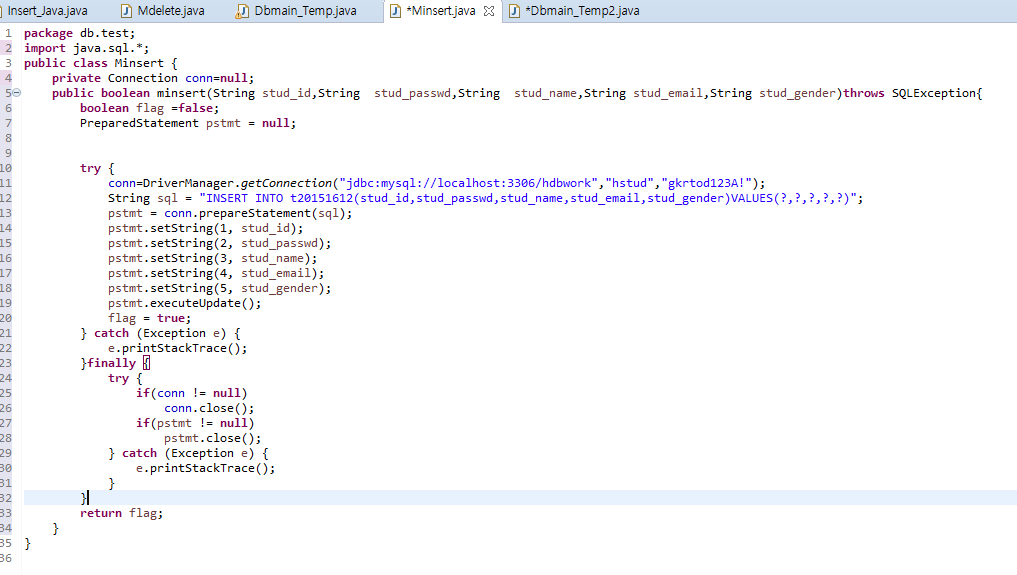 Insert_Java.java Mdelete.java Dbmain_Temp.java *Minsert.java *Dbmain_Temp2.java
1 package db.test;
2 import java.sql.*;
3 public class Minsert {
4 private Connection conn=null;
5 public boolean minsert(String stud_id,String  stud_passwd,String  stud_name,String stud_email,String stud_gender)throws SQLException{
6 boolean flag =false;
7 PreparedStatement pstmt = null;
8
9
10 try {
11 conn=DriverManager.getConnection("jdbc:mysql://localhost:3306/hdbwork","hstud","gkrtod123A!");
12 String sql = "INSERT INTO t20151612(stud_id,stud_passwd,stud_name,stud_email,stud_gender)VALUES(?,?,?,?,?)";
13 pstmt = conn.prepareStatement(sql);
14 pstmt.setString(1, stud_id);
15 pstmt.setString(2, stud_passwd);
16 pstmt.setString(3, stud_name);
17 pstmt.setString(4, stud_email);
18 pstmt.setString(5, stud_gender);
19 pstmt.executeUpdate();
20 flag = true;
21 } catch (Exception e) {
22 e.printStackTrace();
23 }finally {
24 try {
25 if(conn != null)
26 conn.close();
27 if(pstmt != null)
28 pstmt.close();
29 } catch (Exception e) {
30 e.printStackTrace();
31 }
32 }
33 return flag;
34 }
35 }
36